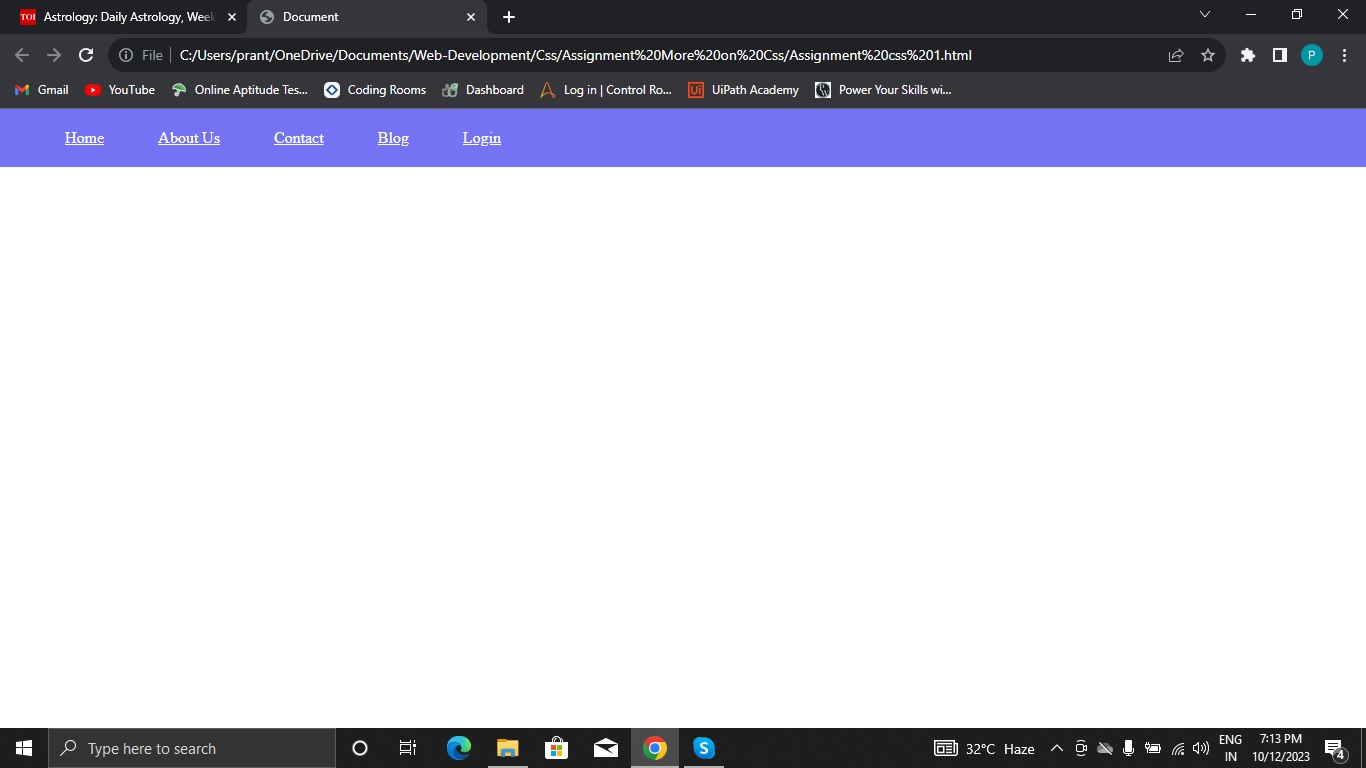 TOI Astrology: Daily Astrology, Week
Document
File
C:/Users/prant/OneDrive/Documents/Web-Development/Css/Assignment%20More%20on%20Css/Assignment%20css%201.html
P
Gmail
YouTube
Online Aptitude Tes...
Coding Rooms
Dashboard
Log in | Control Ro...
Ui UiPath Academy
Power Your Skills wi...
Home
About Us
Contact
Blog
Login
Type here to search
S
32°C Haze
ENG
IN
7:13 PM
10/12/2023
4